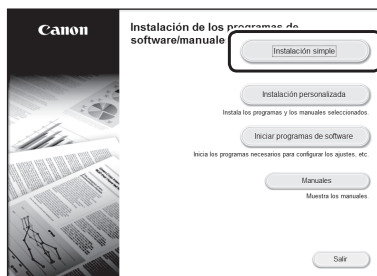 Canon
Instalación de los programas de
software/manuale
Instalación simple
Instalación personalizada
Instala los programas y los manuales seleccionados.
Iniciar programas de software
Inicia los programas necesarios para configurar los ajustes, etc.
Manuales
Muestra los manuales.
Salir